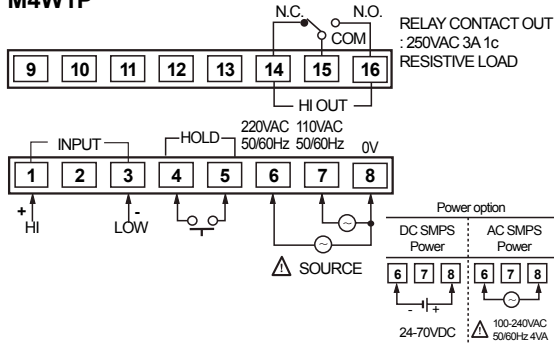 M4W1P
N.C.
N.O.
COM
RELAY CONTACT OUT
: 250VAC 3A 1c
RESISTIVE LOAD
9 10 11 12 13 14 15 16
HI OUT
INPUT
HOLD
220VAC 110VAC
50/60Hz 50/60Hz
0V
1 2 3 4 5 6 7 8
+ -
HI LOW
SOURCE
Power option
DC SMPS
Power
AC SMPS
Power
6 7 8 6 7 8
- +
24-70VDC
100-240VAC
50/60Hz 4VA